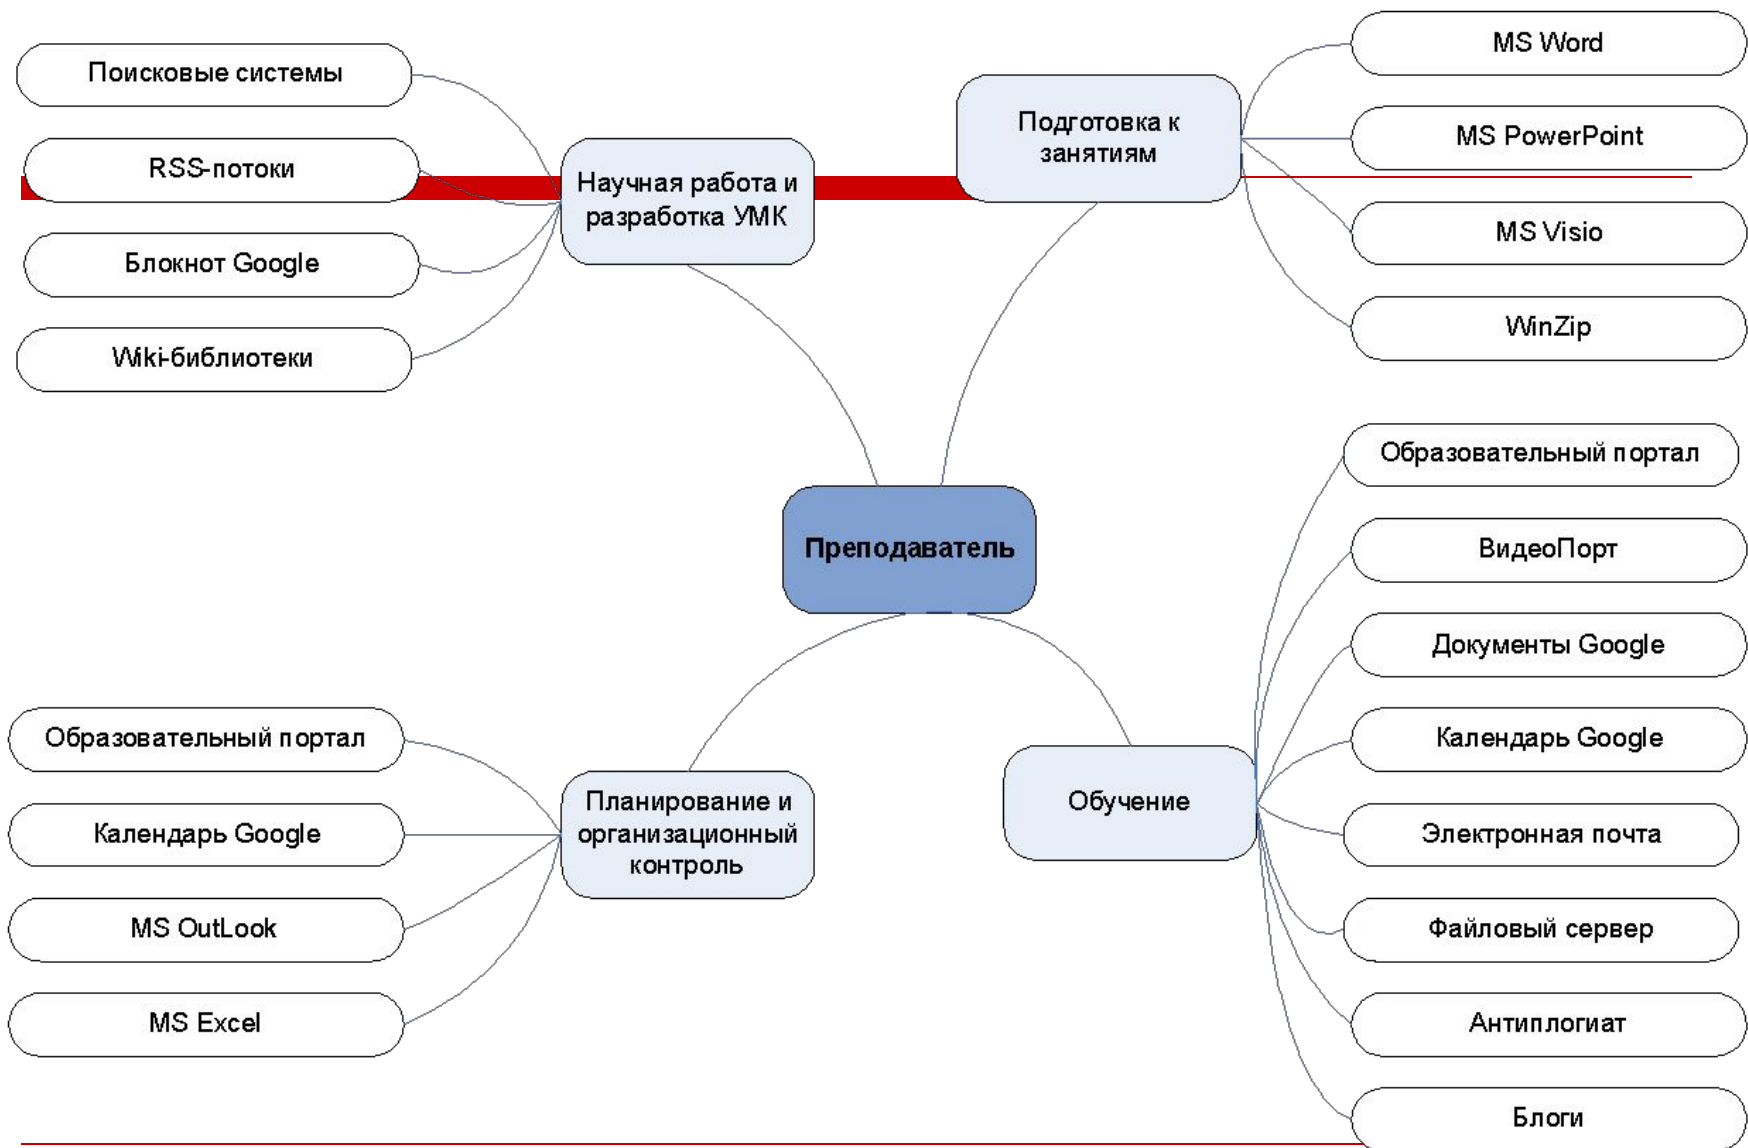 Поисковые системы
RSS-потоки
Блокнот Google
Wiki-библиотеки
Научная работа и
разработка УМК
Подготовка к
занятиям
MS Word
MS PowerPoint
MS Visio
WinZip
Преподаватель
Образовательный портал
Календарь Google
MS OutLook
MS Excel
Планирование и
организационный
контроль
Обучение
Образовательный портал
ВидеоПорт
Документы Google
Календарь Google
Электронная почта
Файловый сервер
Антиплогиат
Блоги